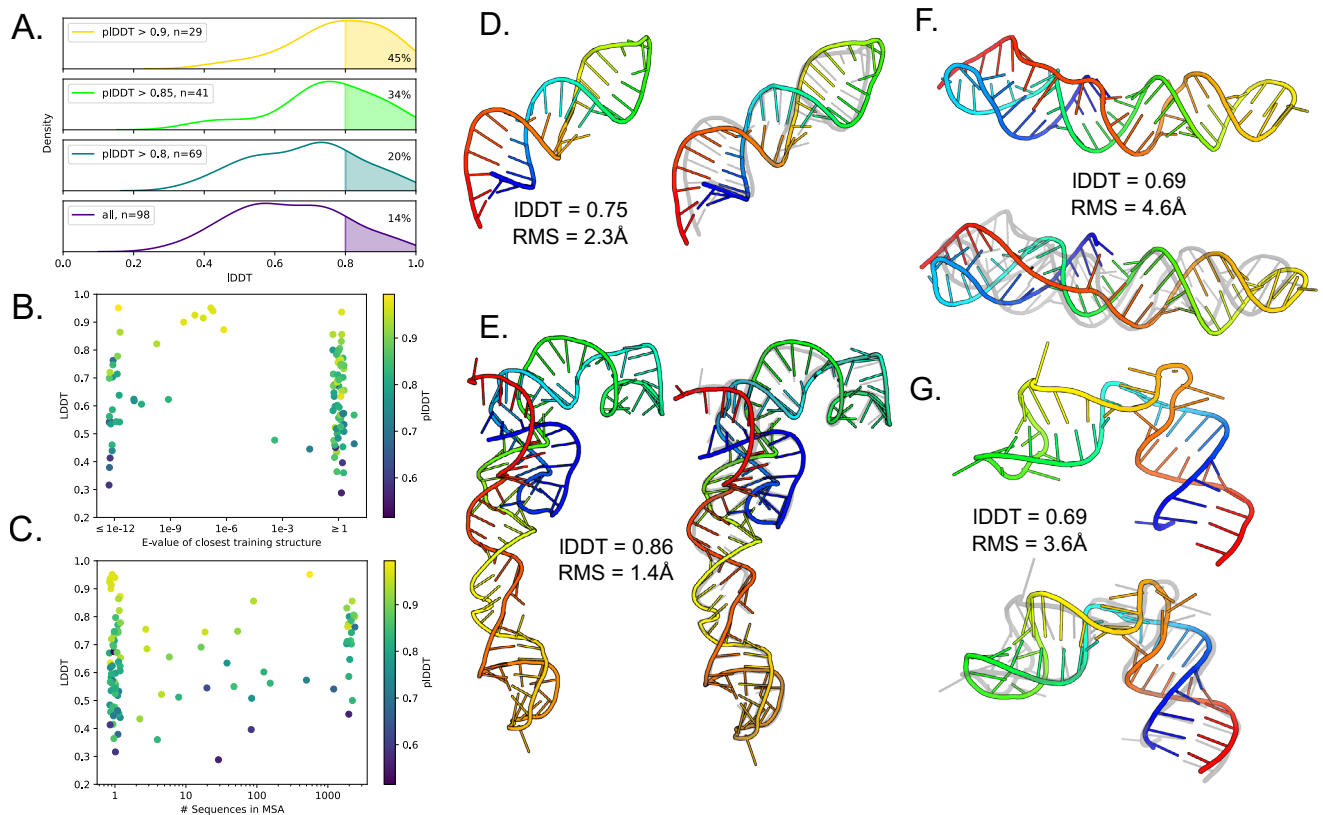 A.
plDDT > 0.9, n=29
45%
plDDT > 0.85, n=41
34%
plDDT > 0.8, n=69
20%
all, n=98
14%
Density
0.0 0.2 0.4 0.6 0.8 1.0
lDDT
B.
1.0
0.9
0.8
0.7
0.6
0.5
0.4
0.3
0.2
LDDT
≤ 1e-12 1e-9 1e-6 1e-3 ≥ 1
E-value of closest training structure
0.9
0.8
0.7
0.6
plDDT
C.
1.0
0.9
0.8
0.7
0.6
0.5
0.4
0.3
0.2
LDDT
1 10 100 1000
# Sequences in MSA
0.9
0.8
0.7
0.6
plDDT
D.
lDDT = 0.75
RMS = 2.3Å
E.
lDDT = 0.86
RMS = 1.4Å
F.
lDDT = 0.69
RMS = 4.6Å
G.
lDDT = 0.69
RMS = 3.6Å